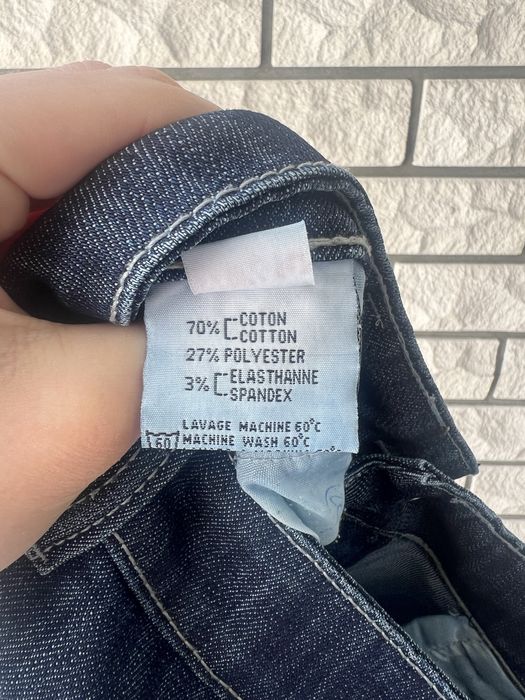 70% COTON
COTTON
27% POLYESTER
3% ELASTHANNE
SPANDEX
LAVAGE MACHINE 60°C
60 MACHINE WASH 60°C